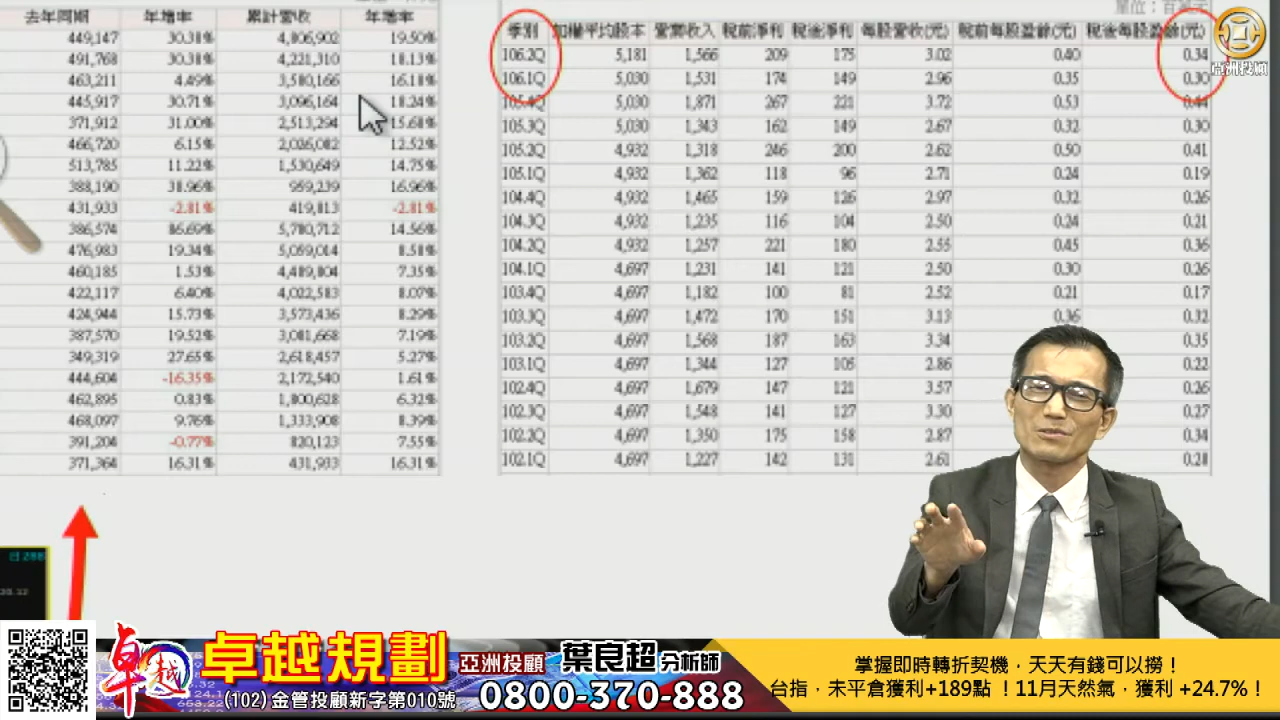 去年同期 年增率 累計營收 年增率
449,147 30.38% 4,806,902 19.50%
491,768 30.38% 4,221,310 18.13%
463,211 4.49% 3,580,166 16.18%
445,917 30.71% 3,096,164 18.24%
371,912 31.00% 2,513,294 15.68%
466,720 6.15% 2,026,082 12.52%
513,785 11.22% 1,530,649 14.75%
388,190 38.96% 959,239 16.96%
431,933 -2.81% 419,813 -2.81%
386,574 86.69% 5,780,712 14.56%
476,983 19.34% 5,059,014 8.58%
460,185 1.53% 4,489,804 7.35%
422,117 6.40% 4,022,583 8.07%
424,944 15.73% 3,573,436 8.29%
387,570 19.52% 3,081,668 7.19%
349,319 27.65% 2,618,457 5.27%
444,604 -16.35% 2,172,540 1.61%
462,895 0.83% 1,800,628 6.32%
468,097 9.76% 1,333,908 8.39%
391,204 -0.77% 820,123 7.55%
371,364 16.31% 431,933 16.31%
季別 加權平均股本 營業收入 稅前淨利 稅後淨利 每股營收(元) 稅前每股盈餘(元) 稅後每股盈餘(元)
106.2Q 5,181 1,566 209 175 3.02 0.40 0.34
106.1Q 5,030 1,531 174 149 2.96 0.35 0.30
105.4Q 5,030 1,871 267 221 3.72 0.53 0.44
105.3Q 5,030 1,343 162 149 2.67 0.32 0.30
105.2Q 4,932 1,318 246 200 2.62 0.50 0.41
105.1Q 4,932 1,362 118 96 2.71 0.24 0.19
104.4Q 4,932 1,465 159 126 2.97 0.32 0.26
104.3Q 4,932 1,235 116 104 2.50 0.24 0.21
104.2Q 4,932 1,257 221 180 2.55 0.45 0.36
104.1Q 4,697 1,231 141 121 2.50 0.30 0.26
103.4Q 4,697 1,182 100 81 2.52 0.21 0.17
103.3Q 4,697 1,472 170 151 3.13 0.36 0.32
103.2Q 4,697 1,568 187 163 3.34 0.35
103.1Q 4,697 1,344 127 105 2.86 0.22
102.4Q 4,697 1,679 147 121 3.57 0.26
102.3Q 4,697 1,548 141 127 3.30 0.27
102.2Q 4,697 1,350 175 158 2.87 0.34
102.1Q 4,697 1,227 142 131 2.61 0.28
亞洲投顧
卓越
卓越規劃
(102)金管投顧新字第010號
亞洲投顧 葉良超 分析師
0800-370-888
掌握即時轉折契機，天天有錢可以撈！
台指，未平倉獲利+189點 ！11月天然氣，獲利 +24.7%！